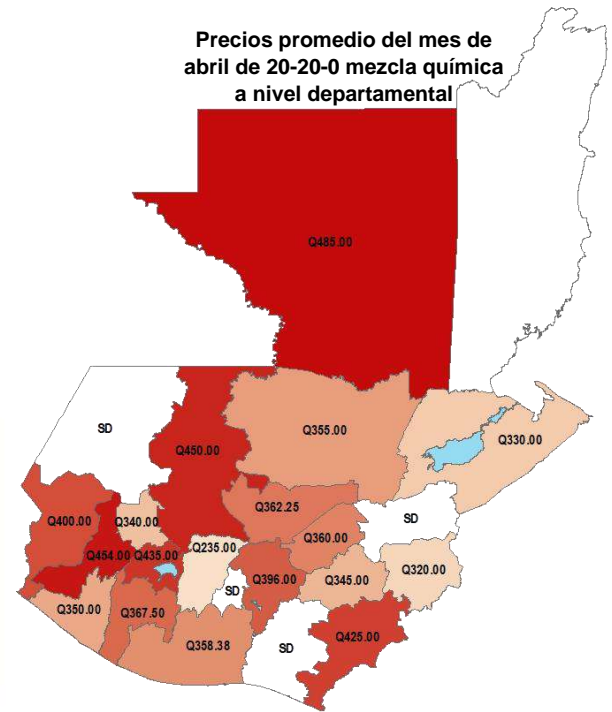 Precios promedio del mes de
abril de 20-20-0 mezcla química
a nivel departamental
Q485.00
SD
Q450.00
Q355.00
Q330.00
Q400.00
Q340.00
Q362.25
SD
Q454.00
Q435.00
Q235.00
Q360.00
Q396.00
SD
Q345.00
Q320.00
Q350.00
Q367.50
Q358.38
SD
Q425.00